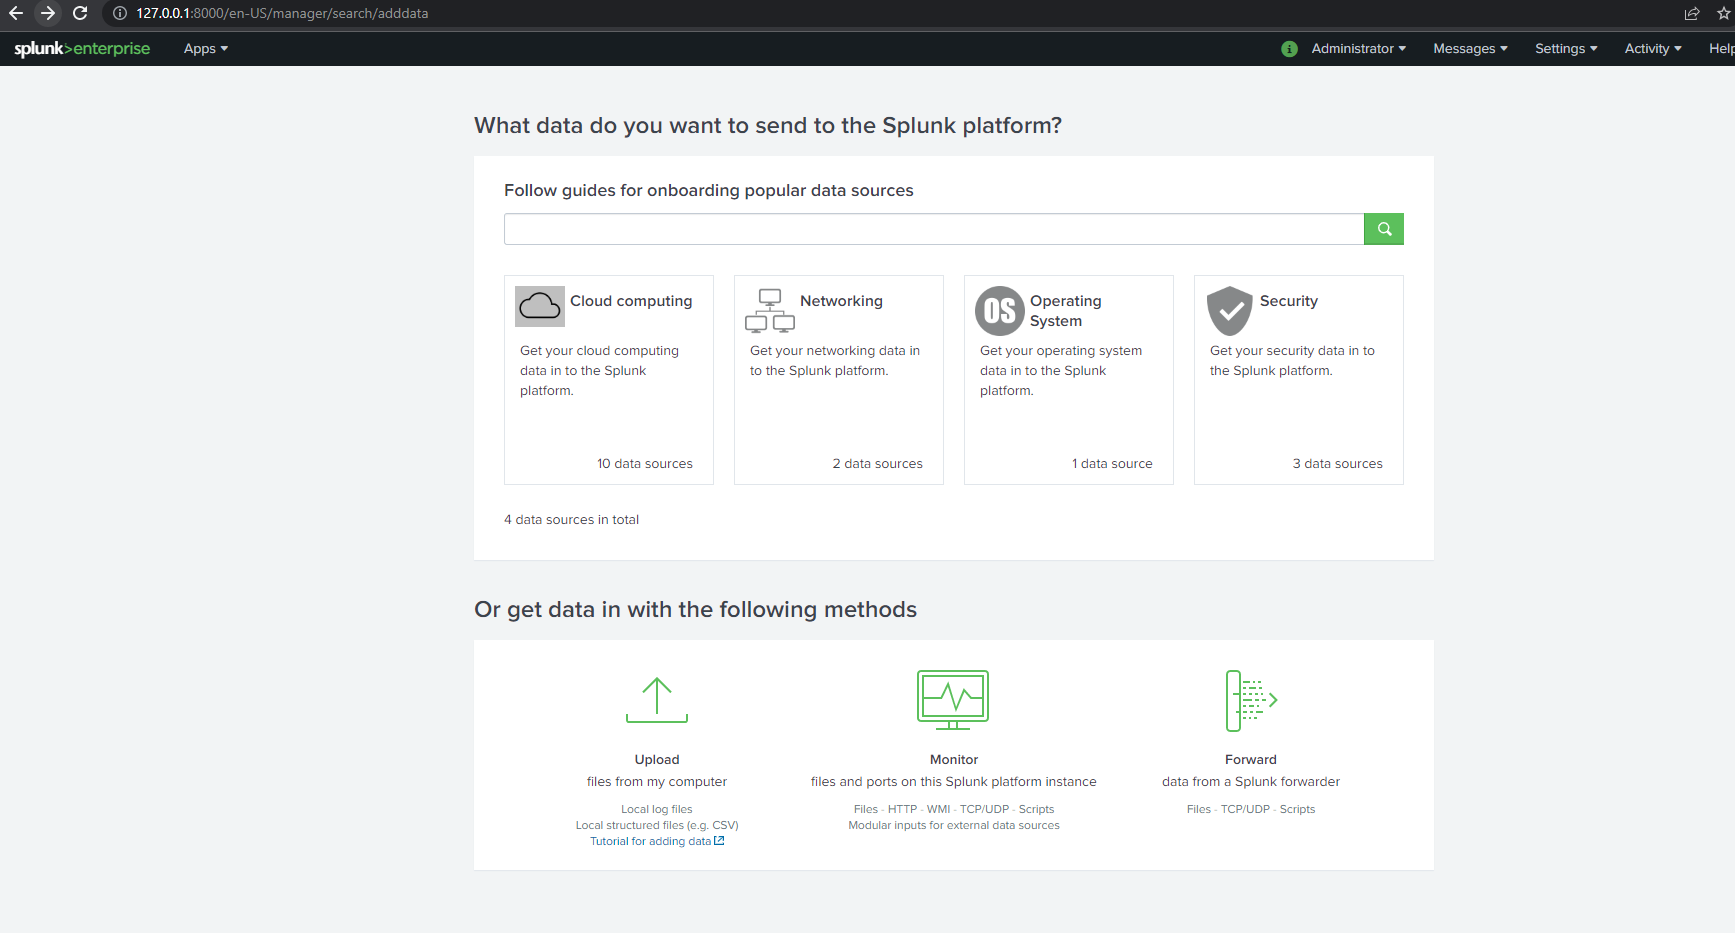 127.0.0.1:8000/en-US/manager/search/adddata
splunk>enterprise Apps Administrator Messages Settings Activity
What data do you want to send to the Splunk platform?
Follow guides for onboarding popular data sources
Cloud computing
Get your cloud computing
data in to the Splunk
platform.
10 data sources
Networking
Get your networking data in
to the Splunk platform.
2 data sources
OS
Operating
System
Get your operating system
data in to the Splunk
platform.
1 data source
Security
Get your security data in to
the Splunk platform.
3 data sources
4 data sources in total
Or get data in with the following methods
Upload
files from my computer
Local log files
Local structured files (e.g. CSV)
Tutorial for adding data
Monitor
files and ports on this Splunk platform instance
Files - HTTP - WMI - TCP/UDP - Scripts
Modular inputs for external data sources
Forward
data from a Splunk forwarder
Files - TCP/UDP - Scripts